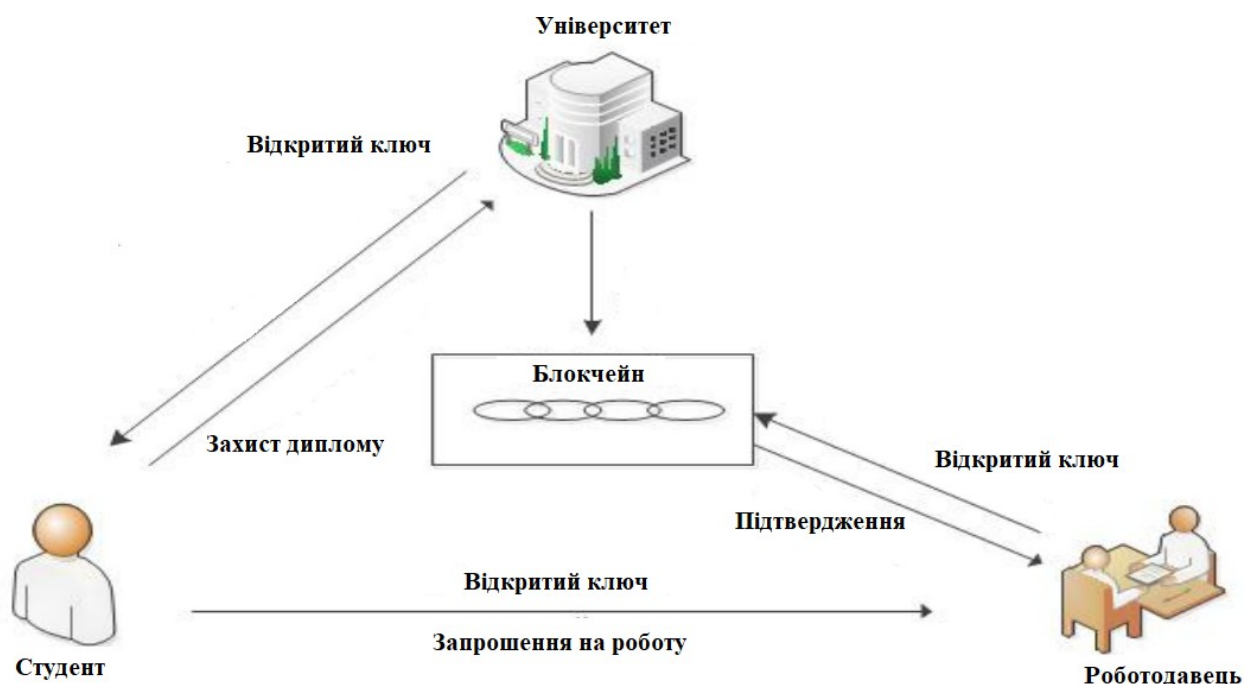 Університет
Відкритий ключ
Блокчейн
Захист диплому
Відкритий ключ
Підтвердження
Відкритий ключ
Запрошення на роботу
Студент
Роботодавець